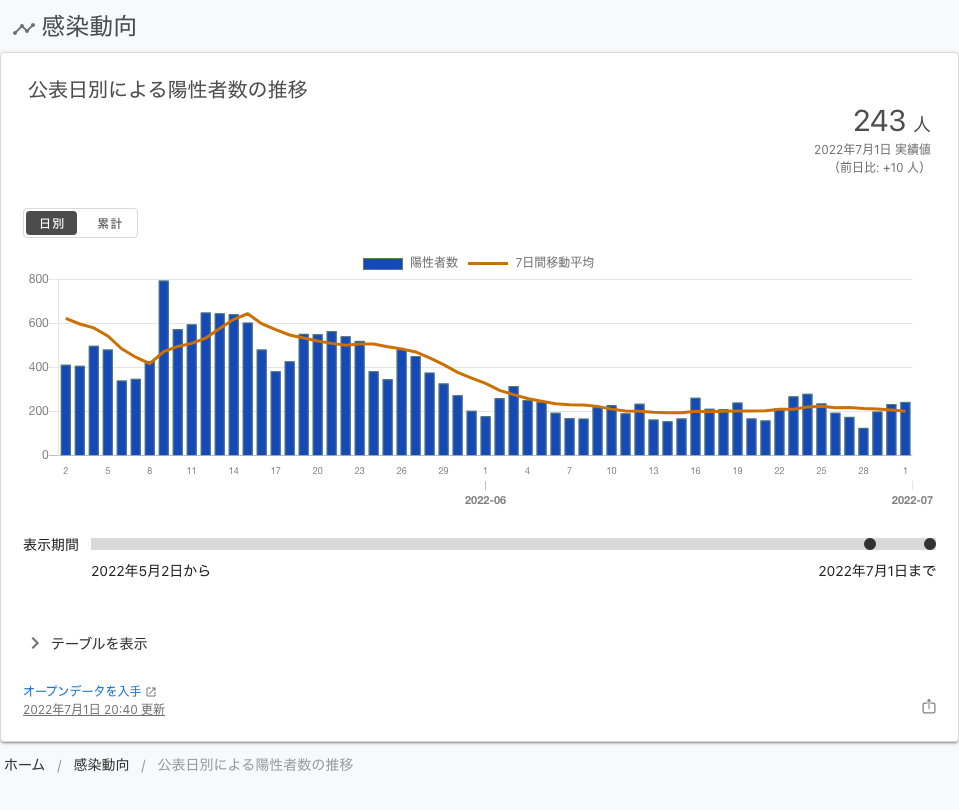 感染動向
公表日別による陽性者数の推移
243 人
2022年7月1日 実績値
（前日比: +10 人）
日別 累計
陽性者数 7日間移動平均
800
600
400
200
0
2 5 8 11 14 17 20 23 26 29 1 4 7 10 13 16 19 22 25 28 1
2022-06 2022-07
表示期間
2022年5月2日から 2022年7月1日まで
テーブルを表示
オープンデータを入手
2022年7月1日 20:40 更新
ホーム / 感染動向 / 公表日別による陽性者数の推移